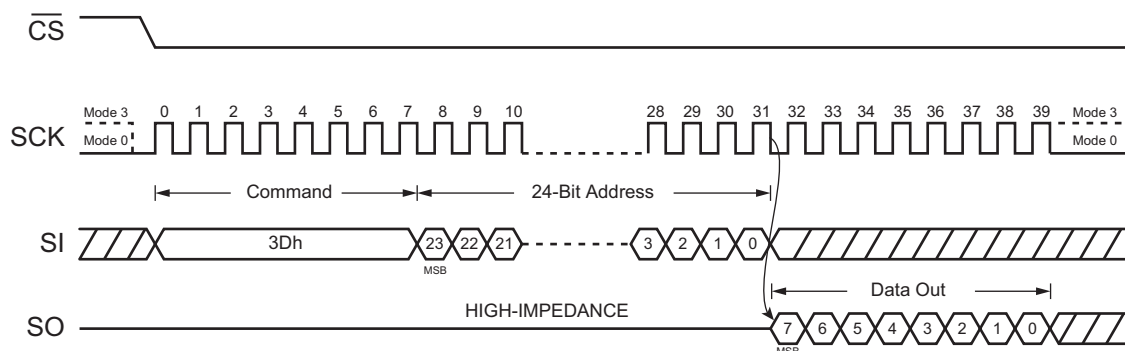 CS
Mode 3 0 1 2 3 4 5 6 7 8 9 10 28 29 30 31 32 33 34 35 36 37 38 39 Mode 3
SCK
Mode 0 Mode 0
Command 24-Bit Address
SI 3Dh 23 22 21 3 2 1 0
MSB
Data Out
HIGH-IMPEDANCE
SO 7 6 5 4 3 2 1 0
MSB